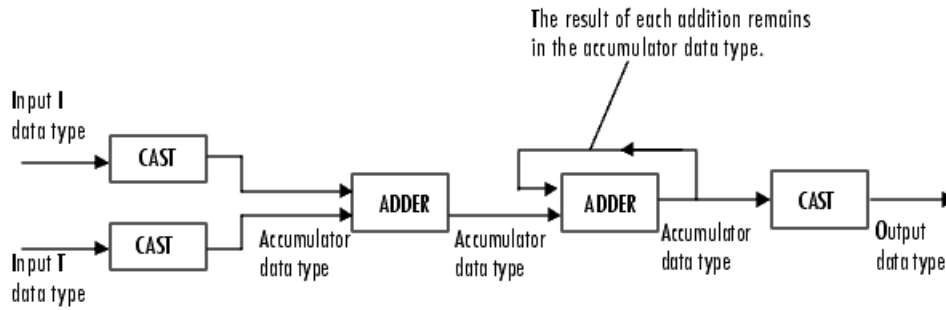 The result of each addition remains
in the accumulator data type.
Input I
data type
CAST
ADDER
ADDER
CAST
CAST
Input T
data type
Accumulator
data type
Accumulator
data type
Accumulator
data type
Output
data type